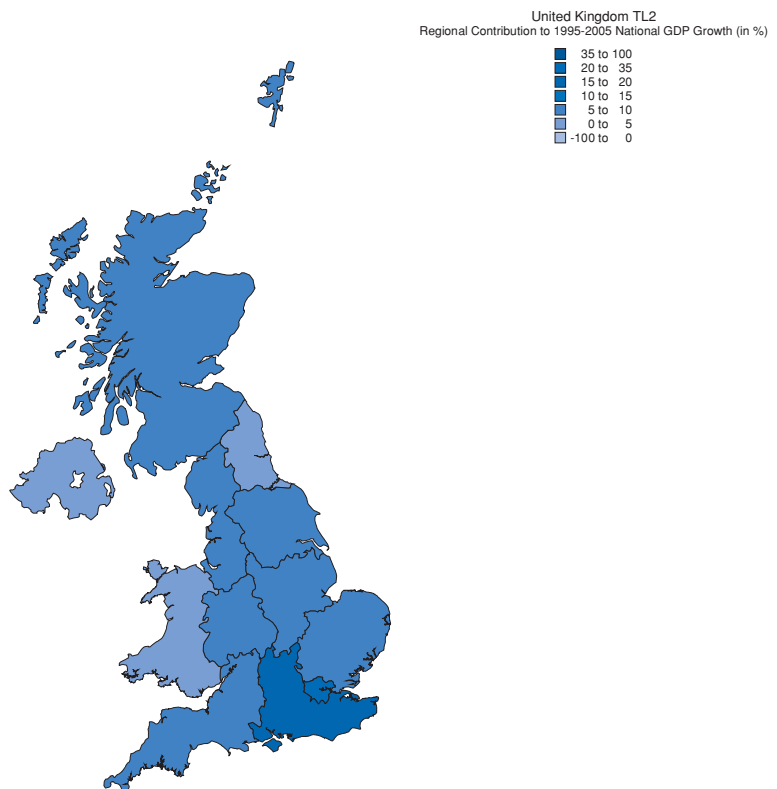 United Kingdom TL2
Regional Contribution to 1995-2005 National GDP Growth (in %)
35 to 100
20 to 35
15 to 20
10 to 15
5 to 10
0 to 5
-100 to 0